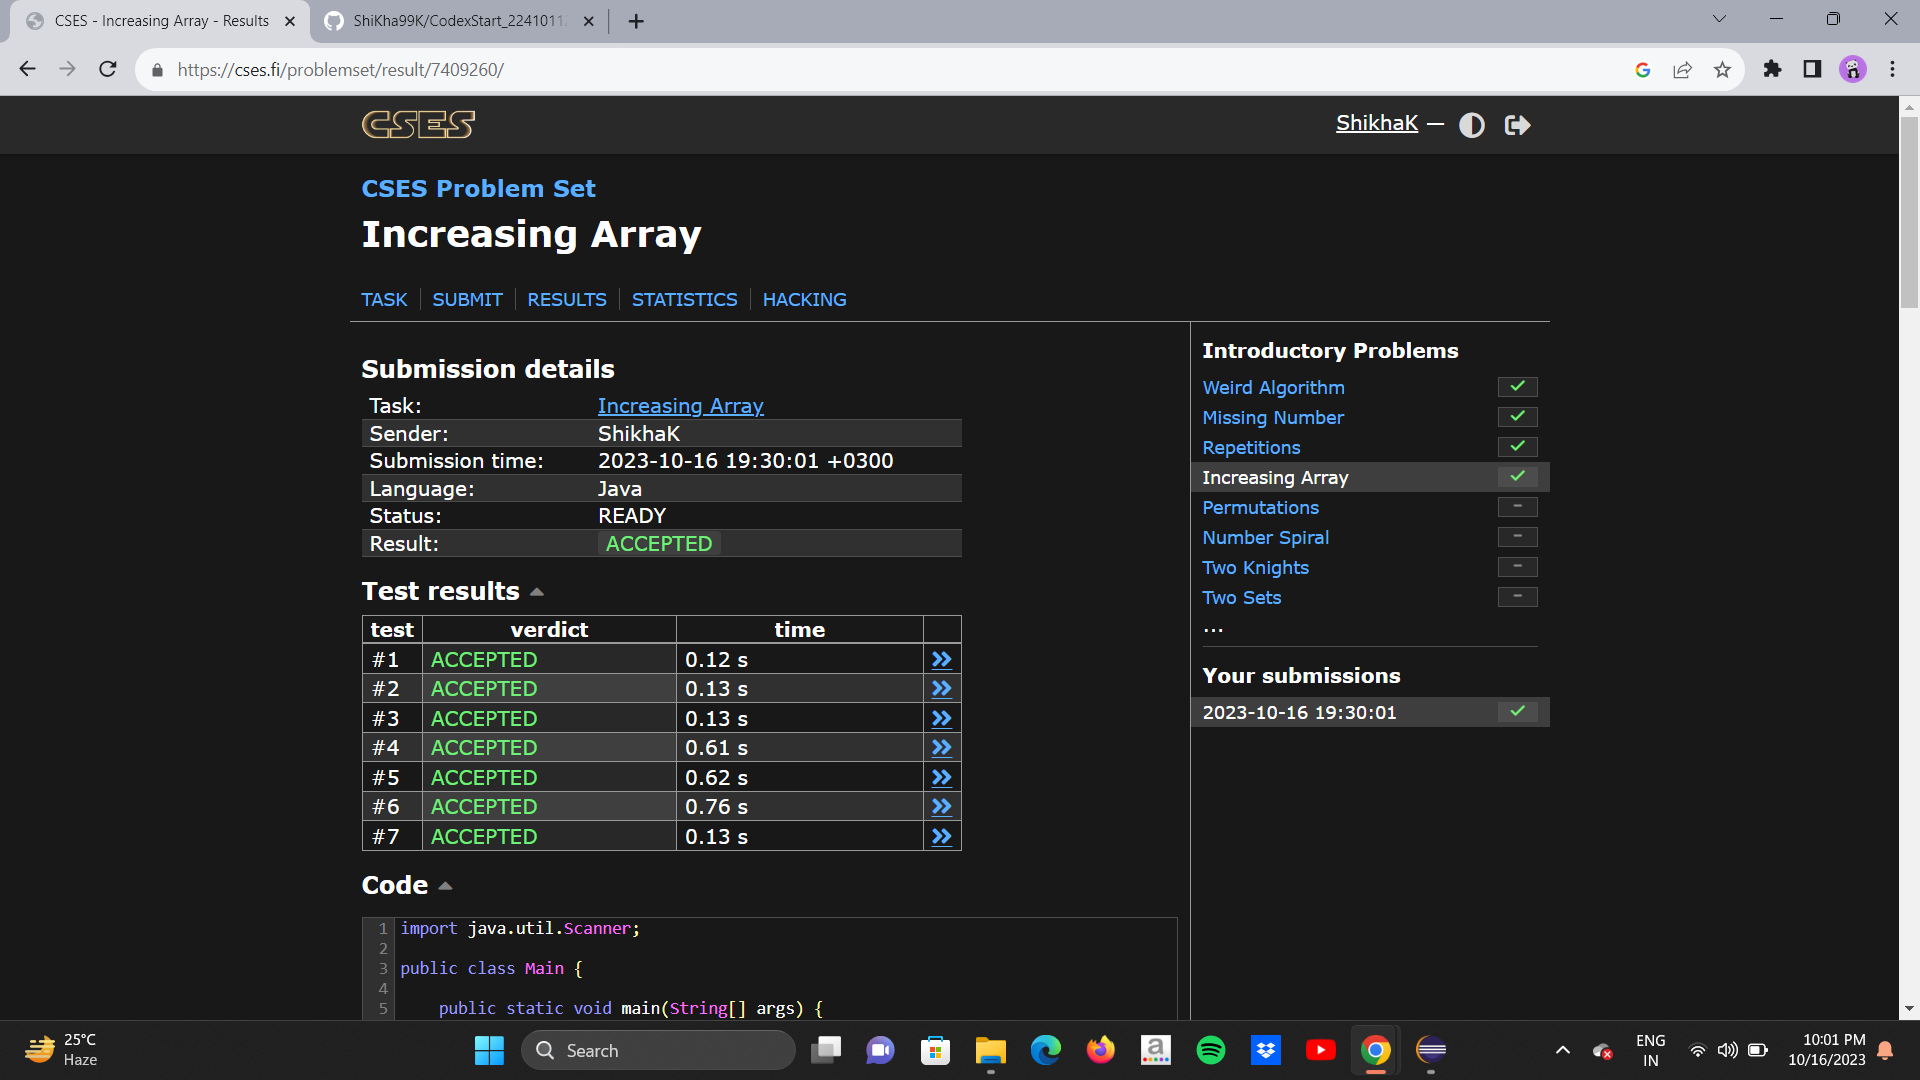 CSES - Increasing Array - Results
ShiKha99K/CodexStart_2241011
https://cses.fi/problemset/result/7409260/
CSES
ShikhaK —
CSES Problem Set
Increasing Array
TASK SUBMIT RESULTS STATISTICS HACKING
Submission details
Task: Increasing Array
Sender: ShikhaK
Submission time: 2023-10-16 19:30:01 +0300
Language: Java
Status: READY
Result: ACCEPTED
Test results
test verdict time
#1 ACCEPTED 0.12 s
#2 ACCEPTED 0.13 s
#3 ACCEPTED 0.13 s
#4 ACCEPTED 0.61 s
#5 ACCEPTED 0.62 s
#6 ACCEPTED 0.76 s
#7 ACCEPTED 0.13 s
Code
1 import java.util.Scanner;
2
3 public class Main {
4
5 public static void main(String[] args) {
Introductory Problems
Weird Algorithm
Missing Number
Repetitions
Increasing Array
Permutations –
Number Spiral –
Two Knights –
Two Sets –
...
Your submissions
2023-10-16 19:30:01
25°C
Haze
Search
a
ENG
IN
10:01 PM
10/16/2023